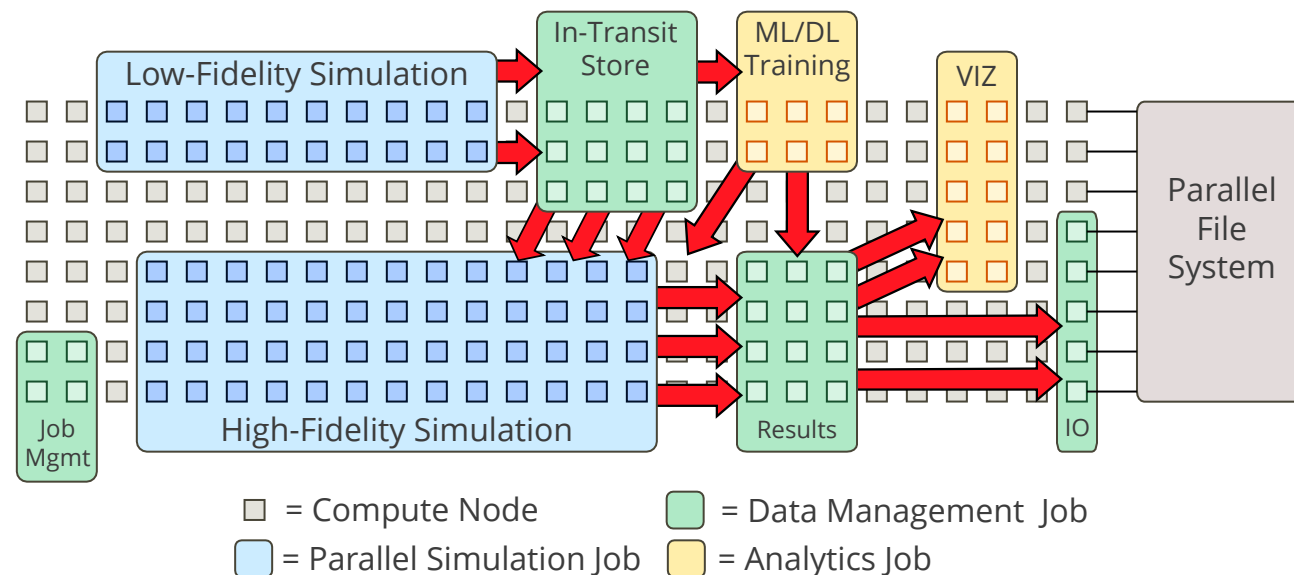 Low-Fidelity Simulation
In-Transit
Store
ML/DL
Training
VIZ
Parallel
File
System
Job
Mgmt
High-Fidelity Simulation
Results
IO
= Compute Node
= Data Management Job
= Parallel Simulation Job
= Analytics Job